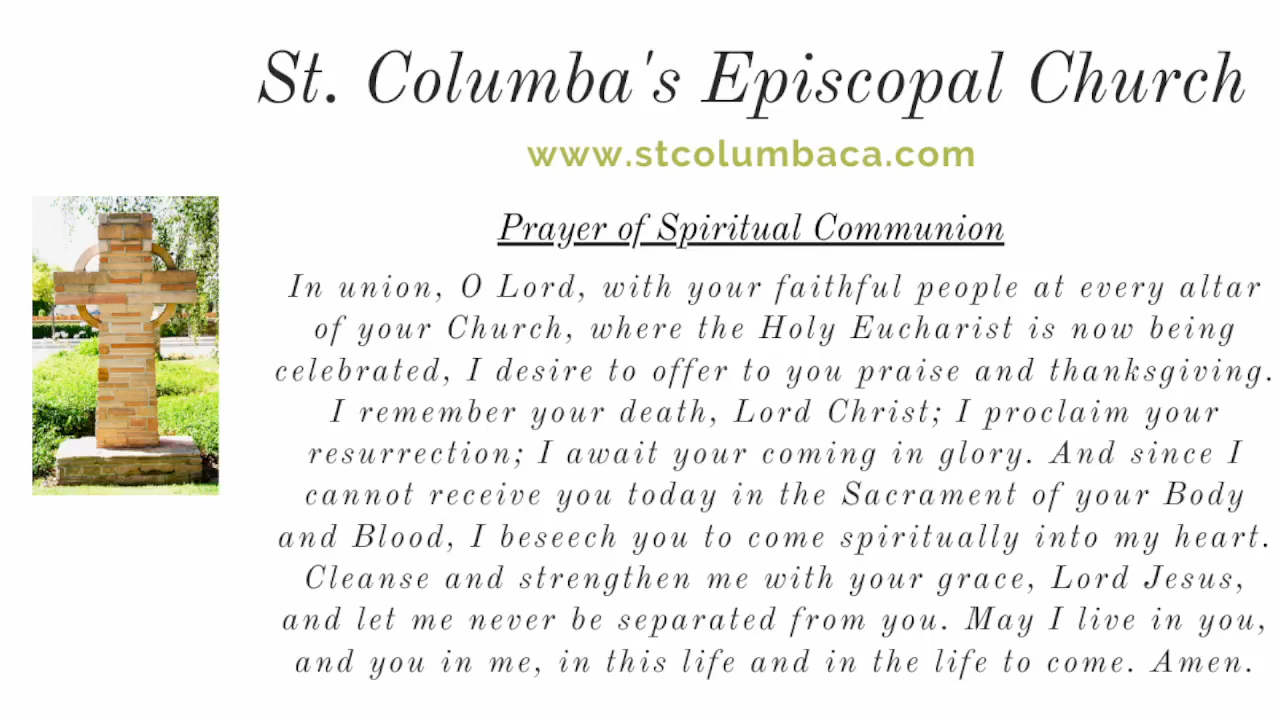 St. Columba's Episcopal Church
www.stcolumbaca.com
Prayer of Spiritual Communion
In union, O Lord, with your faithful people at every altar
of your Church, where the Holy Eucharist is now being
celebrated, I desire to offer to you praise and thanksgiving.
I remember your death, Lord Christ; I proclaim your
resurrection; I await your coming in glory. And since I
cannot receive you today in the Sacrament of your Body
and Blood, I beseech you to come spiritually into my heart.
Cleanse and strengthen me with your grace, Lord Jesus,
and let me never be separated from you. May I live in you,
and you in me, in this life and in the life to come. Amen.